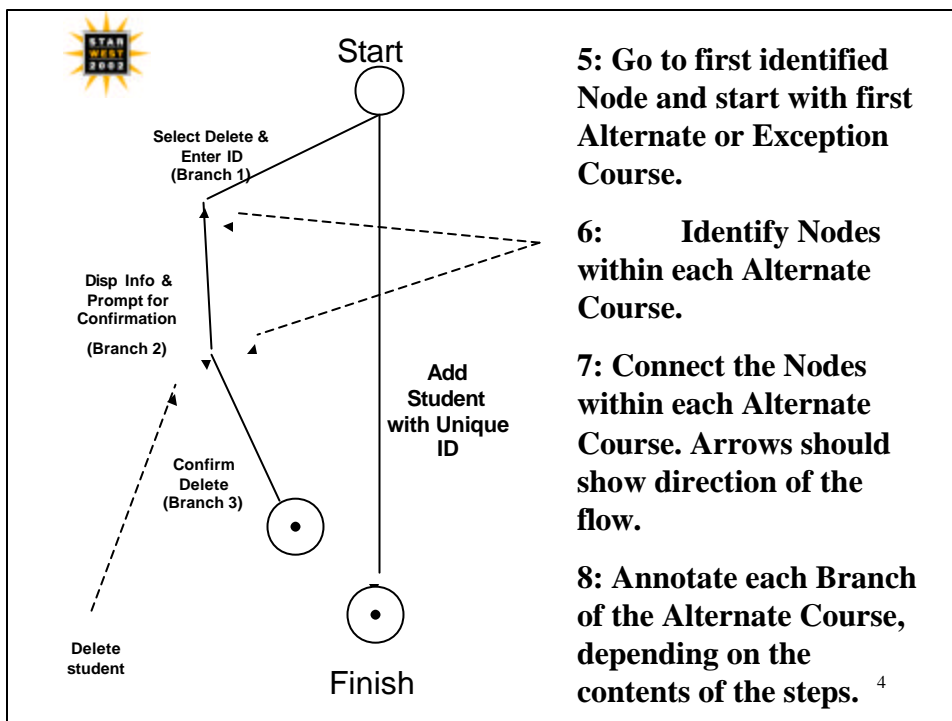 STAR
WEST
2002
Start
Select Delete &
Enter ID
(Branch 1)
Disp Info &
Prompt for
Confirmation
(Branch 2)
Add
Student
with Unique
ID
Confirm
Delete
(Branch 3)
Delete
student
Finish
5: Go to first identified
Node and start with first
Alternate or Exception
Course.
6: Identify Nodes
within each Alternate
Course.
7: Connect the Nodes
within each Alternate
Course. Arrows should
show direction of the
flow.
8: Annotate each Branch
of the Alternate Course,
depending on the
contents of the steps.
4